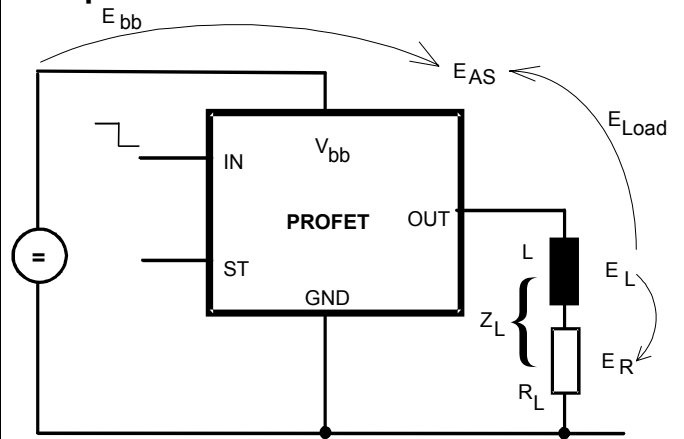 E bb
E AS
E Load
IN
V bb
PROFET
OUT
ST
GND
=
L
Z L
{
R L
E L
E R